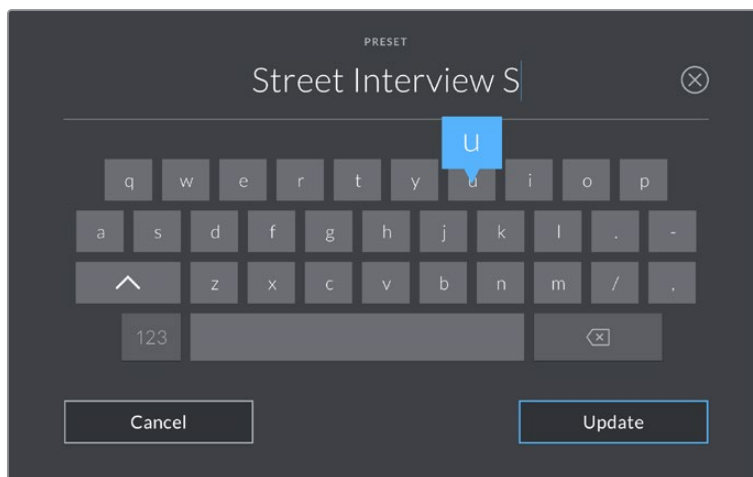 PRESET
Street Interview S
u
q w e r t y u i o p
a s d f g h j k l . -
z x c v b n m / ,
123
Cancel Update